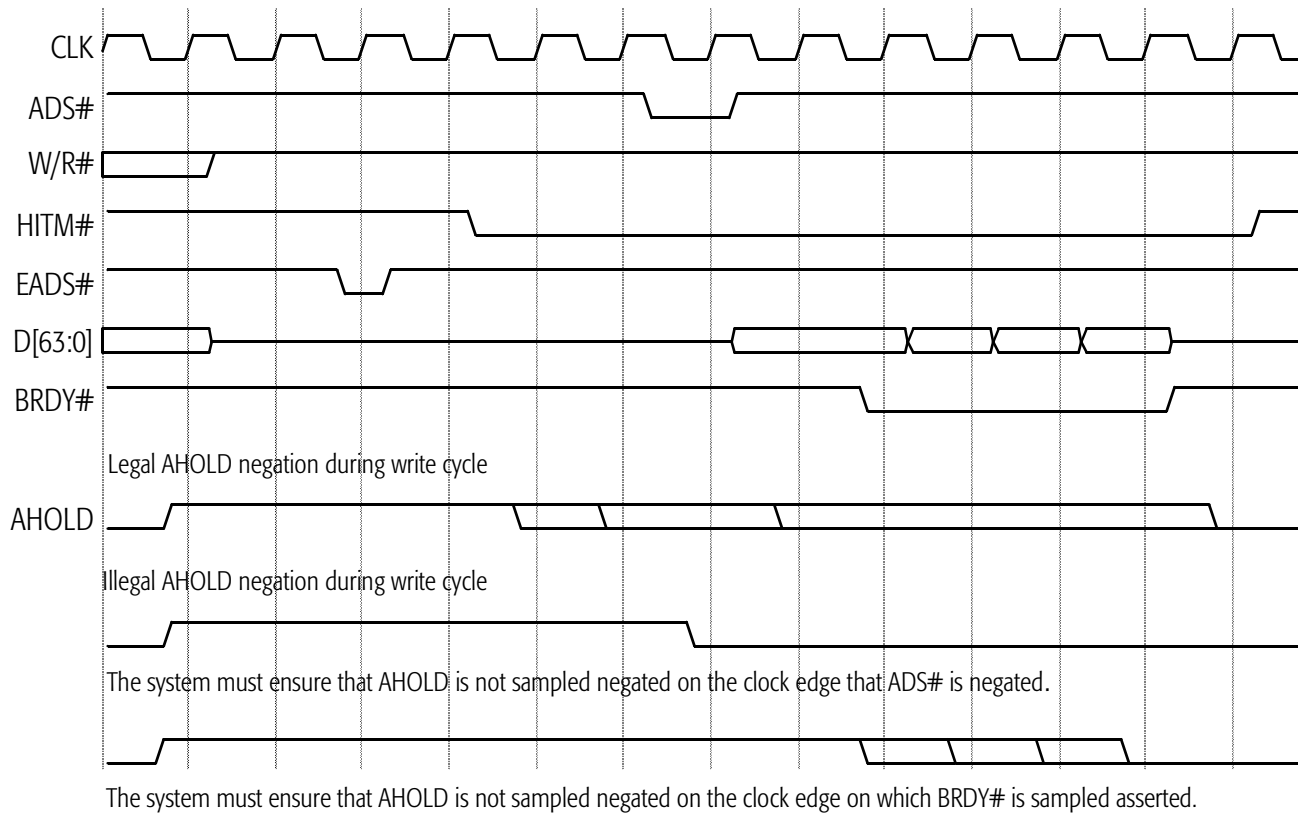 CLK
ADS#
W/R#
HITM#
EADS#
D[63:0]
BRDY#
Legal AHOLD negation during write cycle
AHOLD
Illegal AHOLD negation during write cycle
The system must ensure that AHOLD is not sampled negated on the clock edge that ADS# is negated.
The system must ensure that AHOLD is not sampled negated on the clock edge on which BRDY# is sampled asserted.